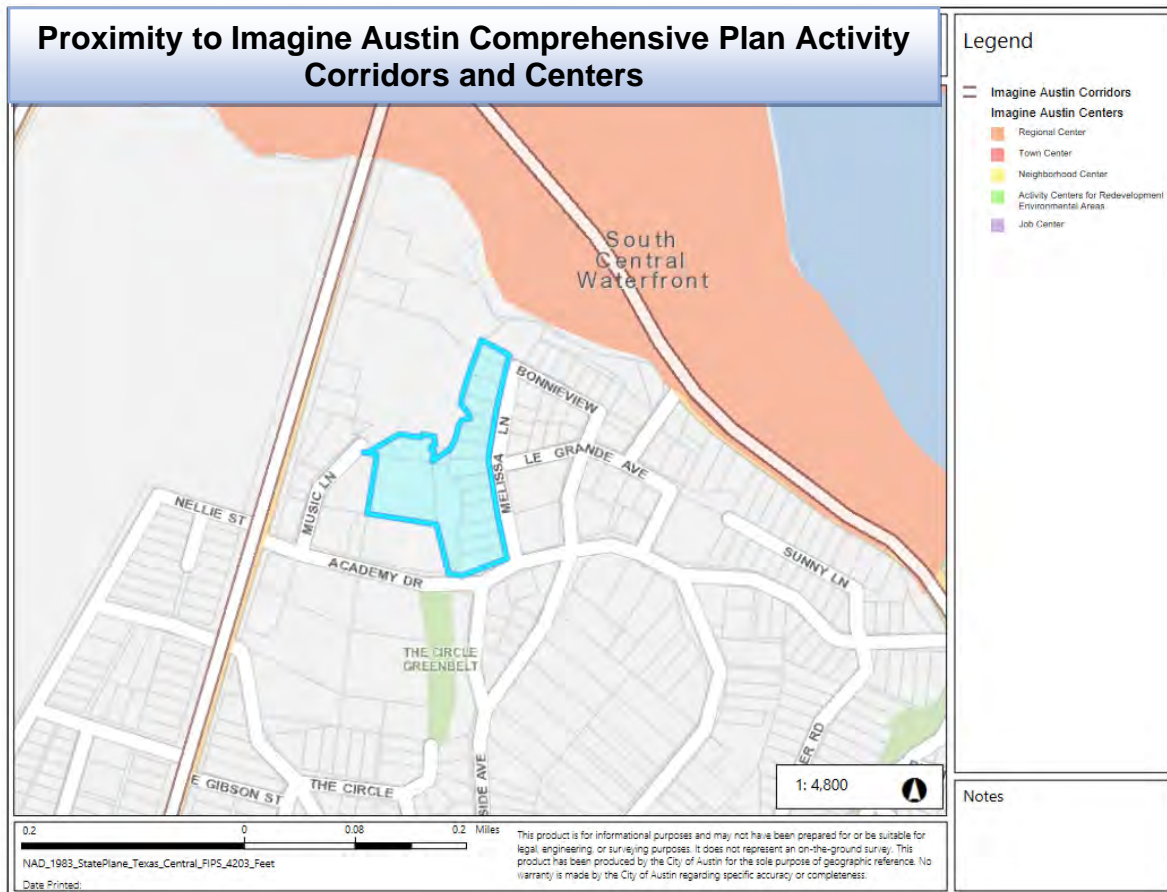 Proximity to Imagine Austin Comprehensive Plan Activity
Corridors and Centers
Legend
Imagine Austin Corridors
Imagine Austin Centers
Regional Center
Town Center
Neighborhood Center
Activity Centers for Redevelopment
Environmental Areas
Job Center
South
Central
Waterfront
BONNIEVIEW
MELISSA LN
LE GRANDE AVE
MUSIC LN
NELLIE ST
ACADEMY DR
SUNNY LN
THE CIRCLE
GREENBELT
E GIBSON ST
THE CIRCLE
SIDE AVE
ER RD
1: 4,800
Notes
0.2 0 0.08 0.2 Miles
NAD_1983_StatePlane_Texas_Central_FIPS_4203_Feet
Date Printed:
This product is for informational purposes and may not have been prepared for or be suitable for
legal, engineering, or surveying purposes. It does not represent an on-the-ground survey. This
product has been produced by the City of Austin for the sole purpose of geographic reference. No
warranty is made by the City of Austin regarding specific accuracy or completeness.